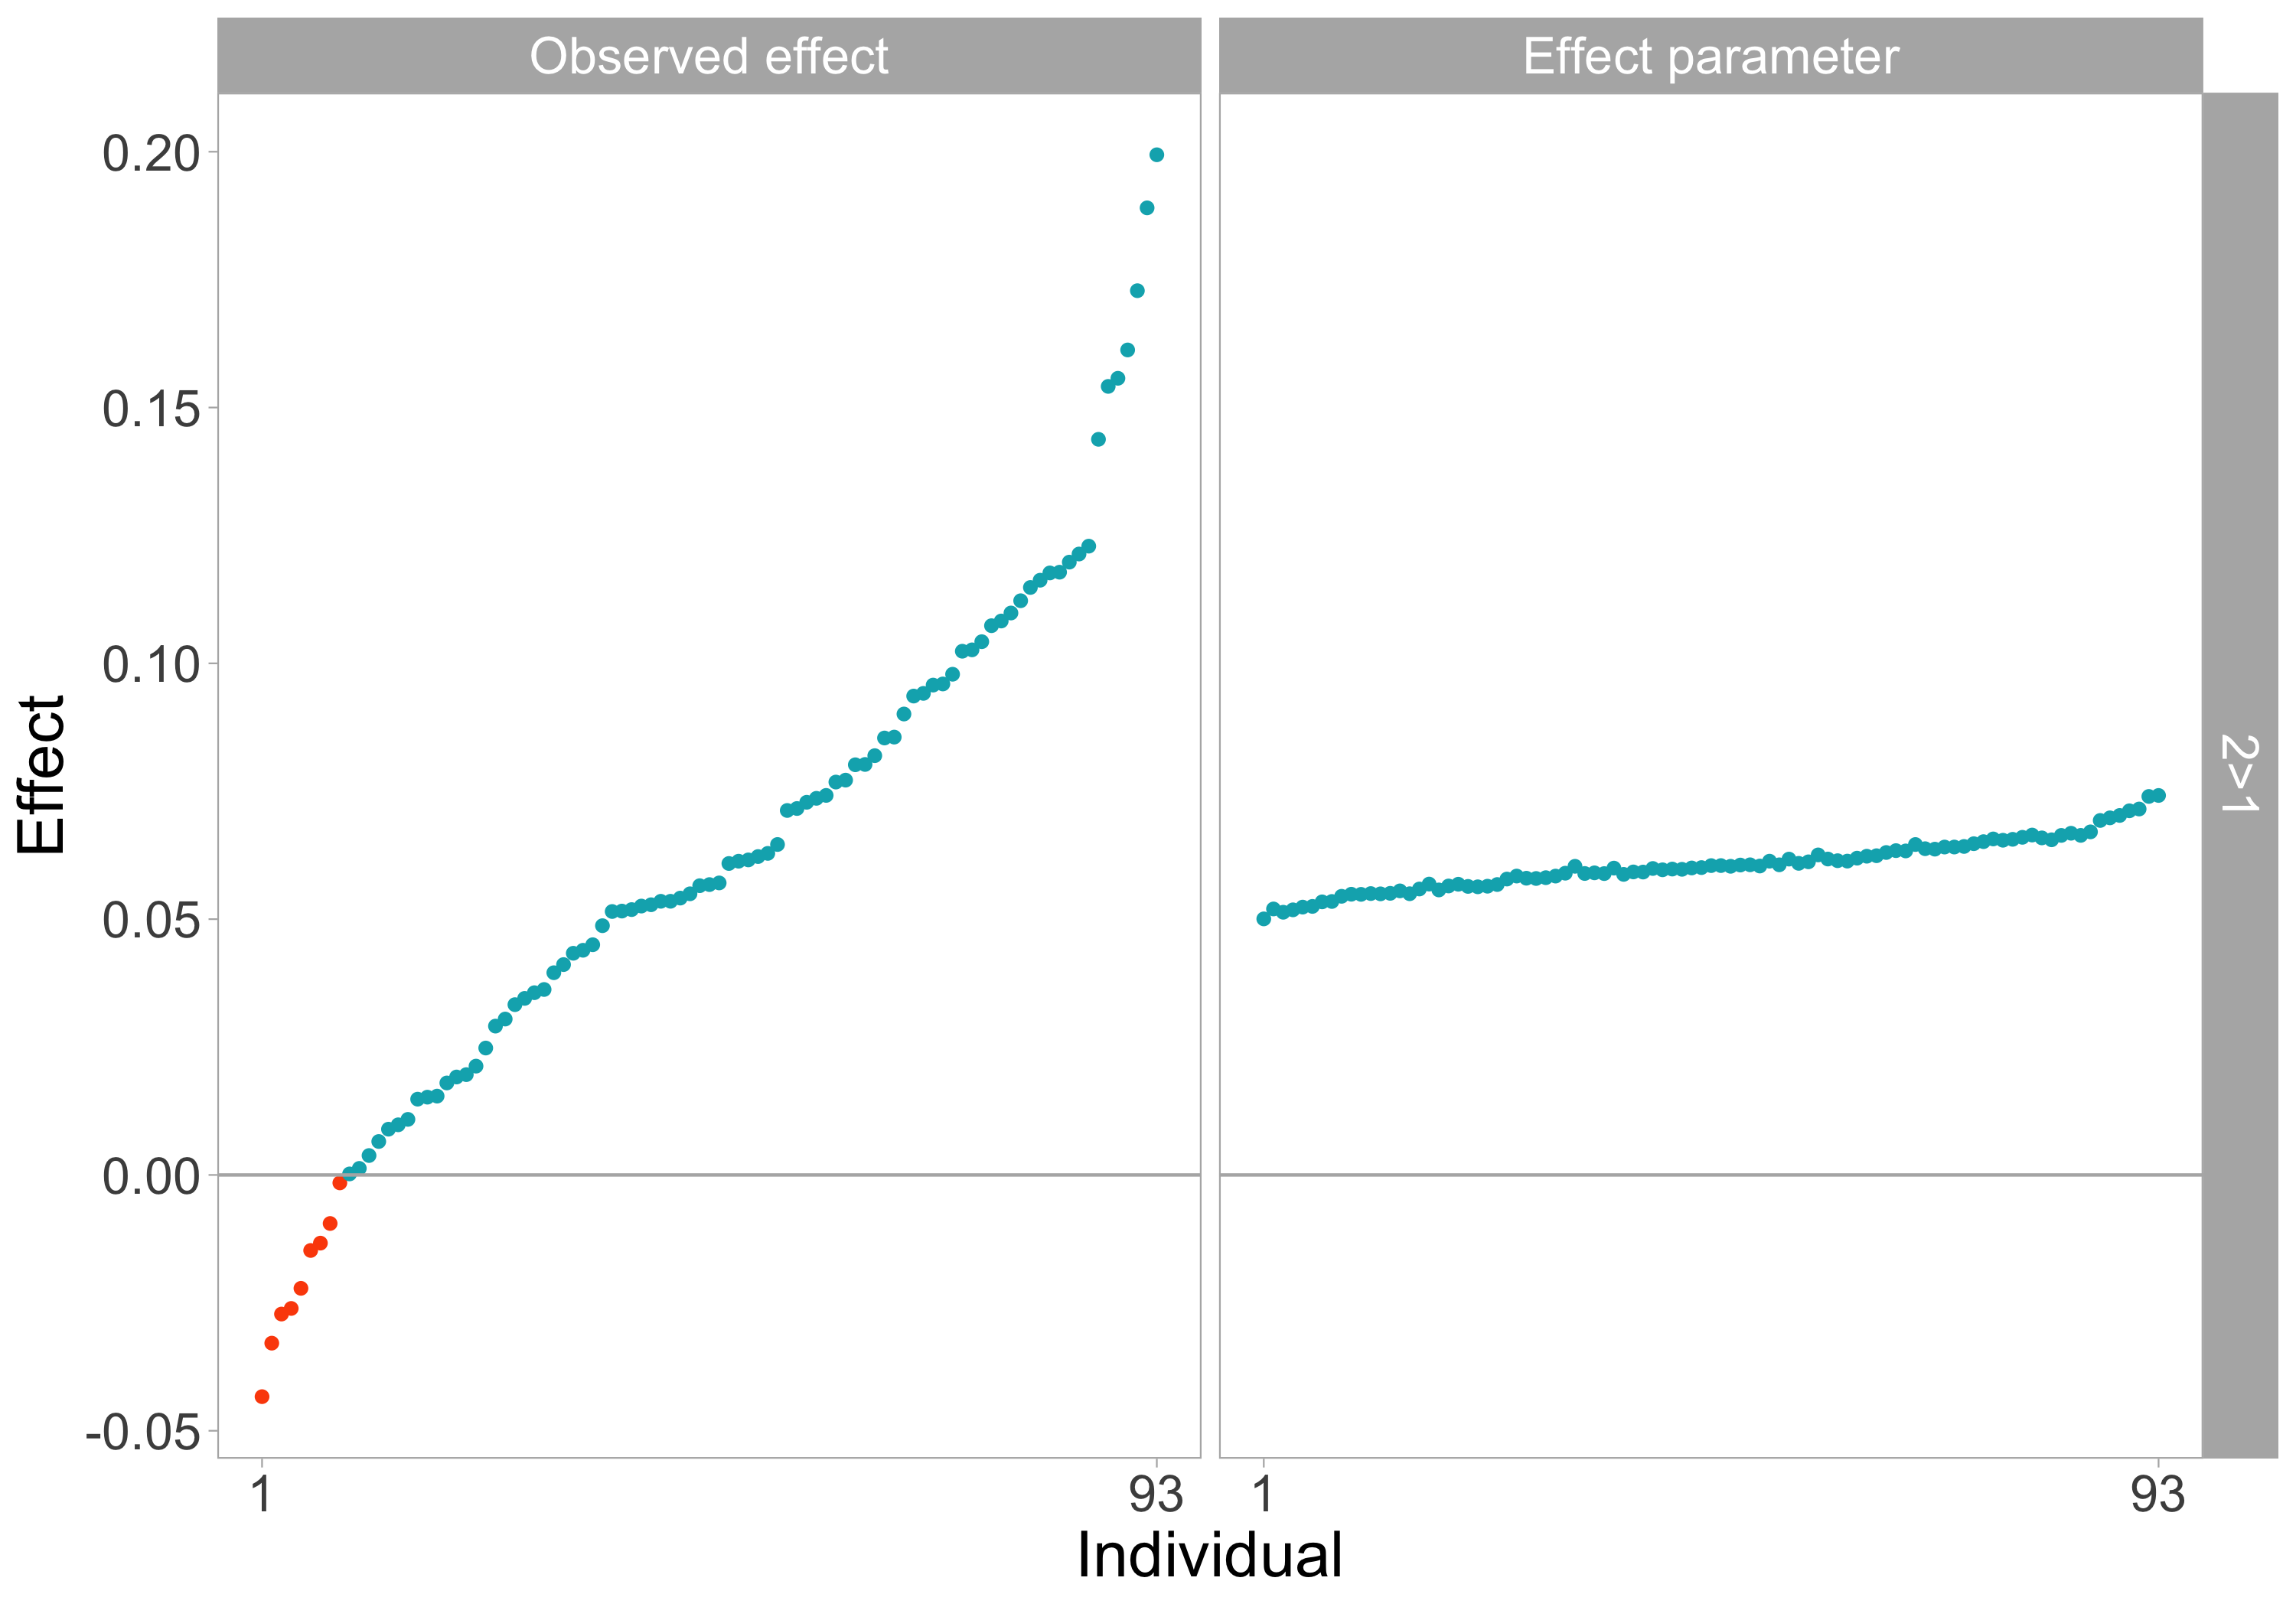 Observed effect
Effect parameter
0.20
0.15
0.10
0.05
0.00
-0.05
Effect
2>1
1
93
1
93
Individual